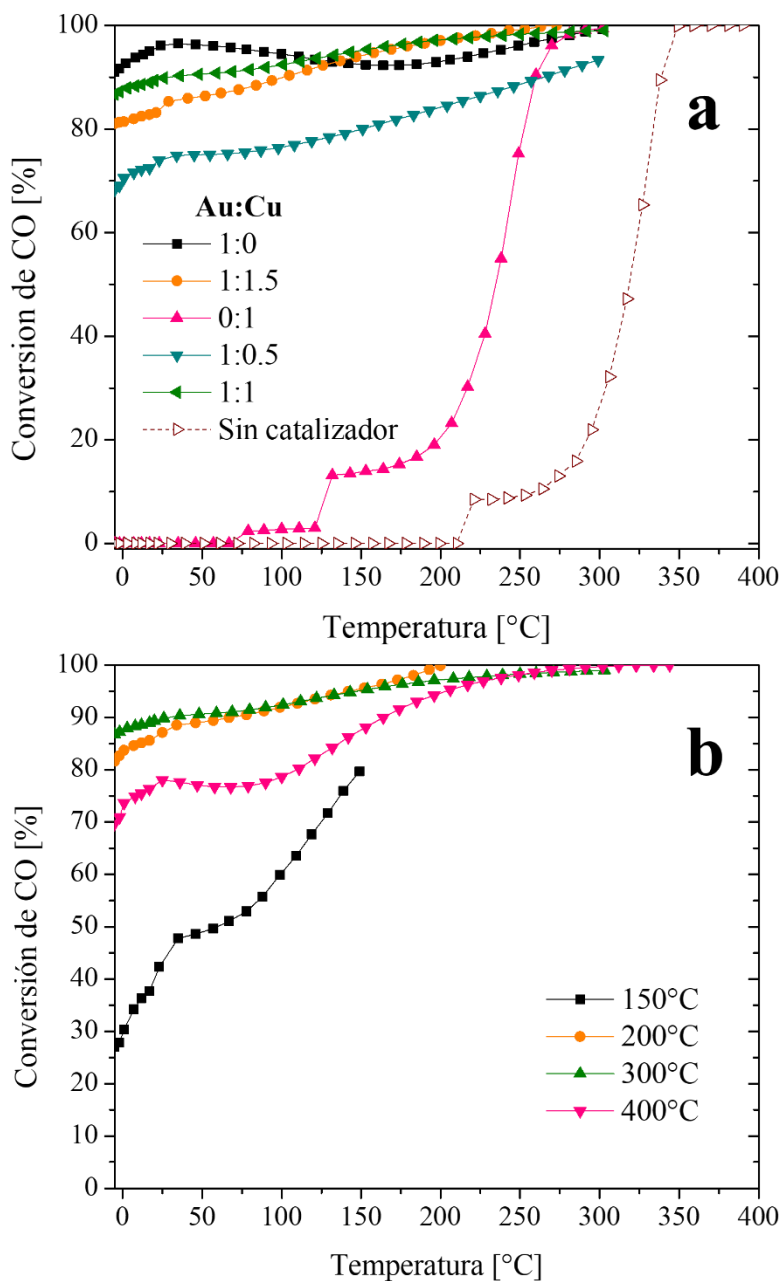 100
80
60
40
20
0
Conversion de CO [%]
a
Au:Cu
1:0
1:1.5
0:1
1:0.5
1:1
Sin catalizador
0 50 100 150 200 250 300 350 400
Temperatura [°C]
100
90
80
70
60
50
40
30
20
10
0
Conversión de CO [%]
b
150°C
200°C
300°C
400°C
0 50 100 150 200 250 300 350 400
Temperatura [°C]